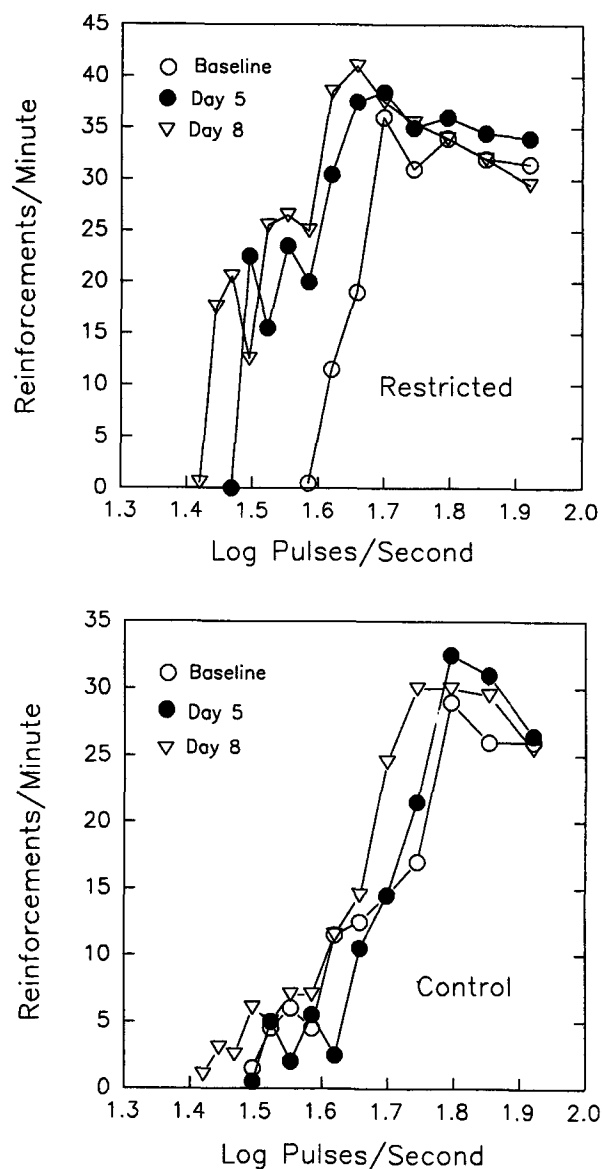 45
40
35
30
25
20
15
10
5
0
Reinforcements/Minute
Baseline
Day 5
Day 8
Restricted
1.3 1.4 1.5 1.6 1.7 1.8 1.9 2.0
Log Pulses/Second
35
30
25
20
15
10
5
0
Reinforcements/Minute
Baseline
Day 5
Day 8
Control
1.3 1.4 1.5 1.6 1.7 1.8 1.9 2.0
Log Pulses/Second